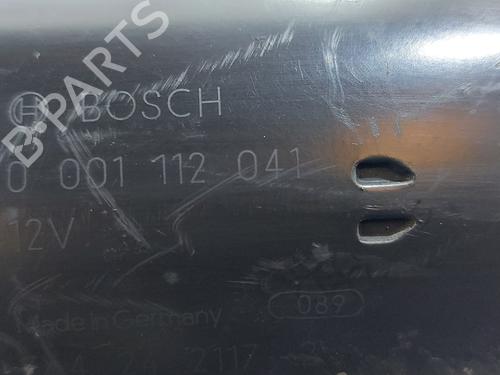 B-PARTS
BOSCH
0 001 112 041
12V
Made in Germany
089